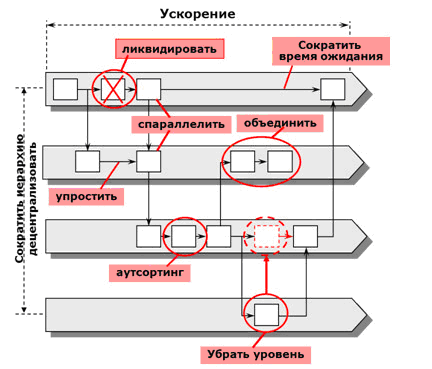 Ускорение
ликвидировать
Сократить
время ожидания
спараллелить
объединить
упростить
Сократить иерархию
децентрализовать
аутсортинг
Убрать уровень